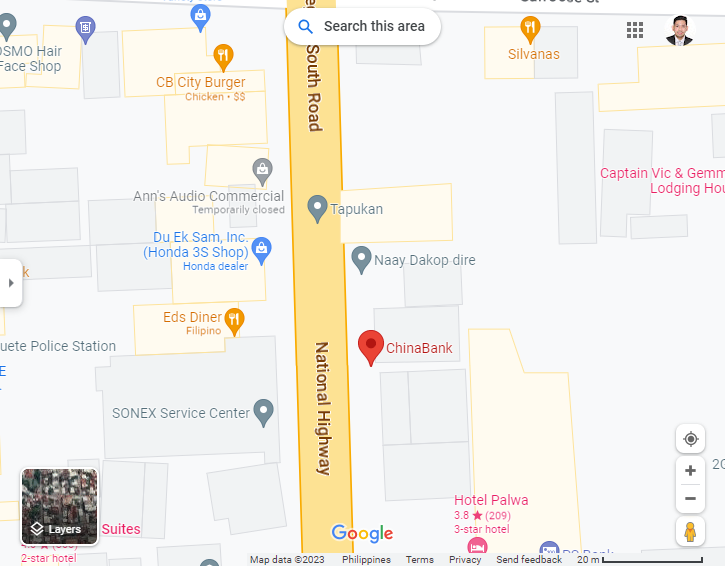 Search this area
OSMO Hair
Face Shop
South Road
Silvanas
CB City Burger
Chicken • $$
Ann's Audio Commercial
Temporarily closed
Captain Vic & Gemm
Lodging Hou
Tapukan
Du Ek Sam, Inc.
(Honda 3S Shop)
Honda dealer
Naay Dakop dire
Eds Diner
Filipino
uete Police Station
ChinaBank
National Highway
SONEX Service Center
Hotel Palwa
3.8 ★ (209)
3-star hotel
Layers
Suites
2-star hotel
Google
Map data ©2023 Philippines Terms Privacy Send feedback 20 m